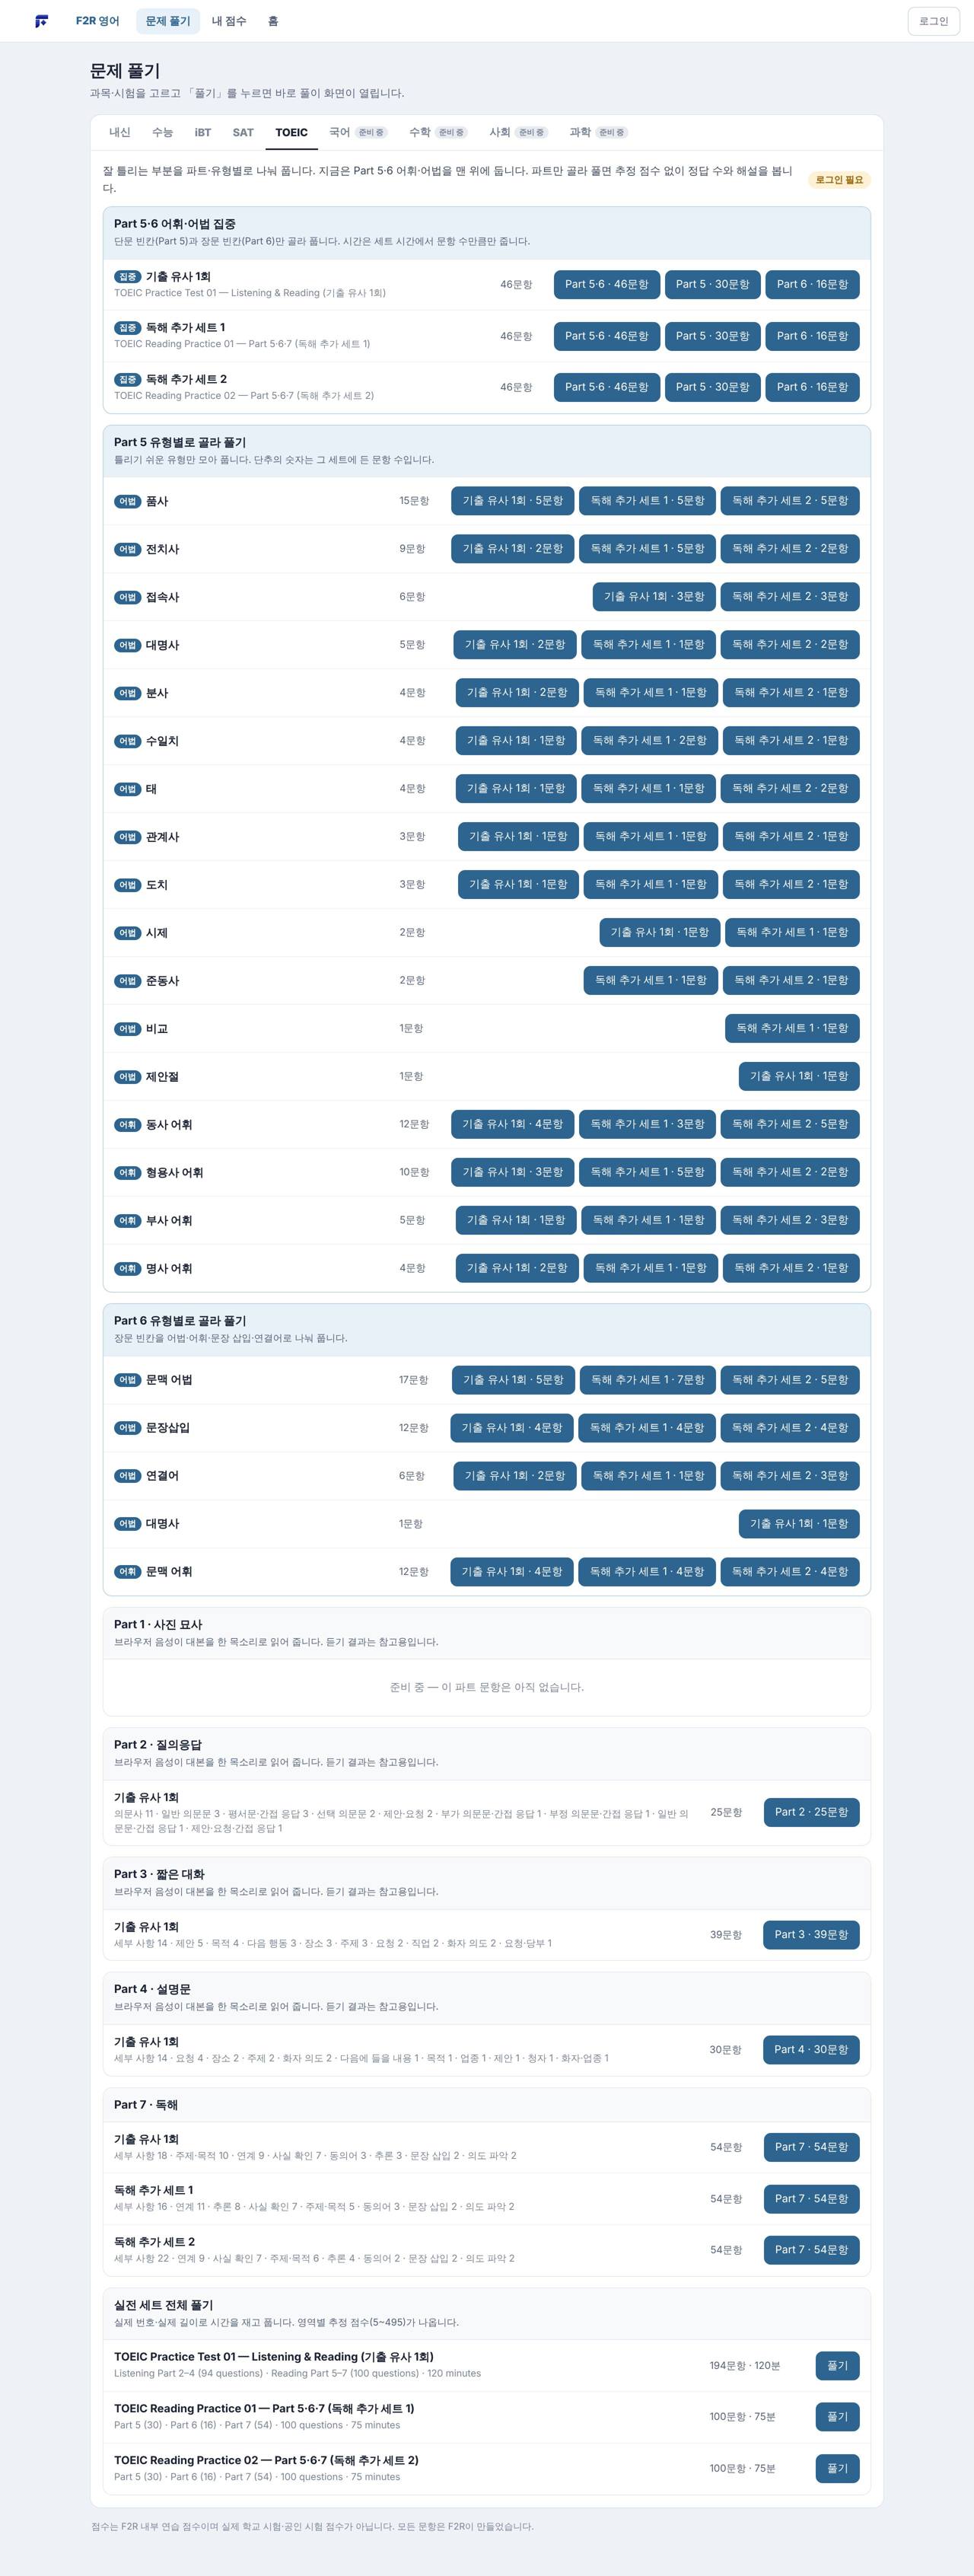 F2R 영어 문제 풀기 내 점수 홈 로그인
문제 풀기
과목·시험을 고르고 「풀기」를 누르면 바로 풀이 화면이 열립니다.
내신 수능 iBT SAT TOEIC 국어 준비 중 수학 준비 중 사회 준비 중 과학 준비 중
잘 틀리는 부분을 파트·유형별로 나눠 풉니다. 지금은 Part 5·6 어휘·어법을 맨 위에 둡니다. 파트만 골라 풀면 추정 점수 없이 정답 수와 해설을 봅니
다.
로그인 필요
Part 5·6 어휘·어법 집중
단문 빈칸(Part 5)과 장문 빈칸(Part 6)만 골라 풉니다. 시간은 세트 시간에서 문항 수만큼만 줍니다.
집중 기출 유사 1회 46문항 Part 5·6 · 46문항 Part 5 · 30문항 Part 6 · 16문항
TOEIC Practice Test 01 — Listening & Reading (기출 유사 1회)
집중 독해 추가 세트 1 46문항 Part 5·6 · 46문항 Part 5 · 30문항 Part 6 · 16문항
TOEIC Reading Practice 01 — Part 5·6·7 (독해 추가 세트 1)
집중 독해 추가 세트 2 46문항 Part 5·6 · 46문항 Part 5 · 30문항 Part 6 · 16문항
TOEIC Reading Practice 02 — Part 5·6·7 (독해 추가 세트 2)
Part 5 유형별로 골라 풀기
틀리기 쉬운 유형만 모아 풉니다. 단추의 숫자는 그 세트에 든 문항 수입니다.
어법 품사 15문항 기출 유사 1회 · 5문항 독해 추가 세트 1 · 5문항 독해 추가 세트 2 · 5문항
어법 전치사 9문항 기출 유사 1회 · 2문항 독해 추가 세트 1 · 5문항 독해 추가 세트 2 · 2문항
어법 접속사 6문항 기출 유사 1회 · 3문항 독해 추가 세트 2 · 3문항
어법 대명사 5문항 기출 유사 1회 · 2문항 독해 추가 세트 1 · 1문항 독해 추가 세트 2 · 2문항
어법 분사 4문항 기출 유사 1회 · 2문항 독해 추가 세트 1 · 1문항 독해 추가 세트 2 · 1문항
어법 수일치 4문항 기출 유사 1회 · 1문항 독해 추가 세트 1 · 2문항 독해 추가 세트 2 · 1문항
어법 태 4문항 기출 유사 1회 · 1문항 독해 추가 세트 1 · 1문항 독해 추가 세트 2 · 2문항
어법 관계사 3문항 기출 유사 1회 · 1문항 독해 추가 세트 1 · 1문항 독해 추가 세트 2 · 1문항
어법 도치 3문항 기출 유사 1회 · 1문항 독해 추가 세트 1 · 1문항 독해 추가 세트 2 · 1문항
어법 시제 2문항 기출 유사 1회 · 1문항 독해 추가 세트 1 · 1문항
어법 준동사 2문항 독해 추가 세트 1 · 1문항 독해 추가 세트 2 · 1문항
어법 비교 1문항 독해 추가 세트 1 · 1문항
어법 제안절 1문항 기출 유사 1회 · 1문항
어휘 동사 어휘 12문항 기출 유사 1회 · 4문항 독해 추가 세트 1 · 3문항 독해 추가 세트 2 · 5문항
어휘 형용사 어휘 10문항 기출 유사 1회 · 3문항 독해 추가 세트 1 · 5문항 독해 추가 세트 2 · 2문항
어휘 부사 어휘 5문항 기출 유사 1회 · 1문항 독해 추가 세트 1 · 1문항 독해 추가 세트 2 · 3문항
어휘 명사 어휘 4문항 기출 유사 1회 · 2문항 독해 추가 세트 1 · 1문항 독해 추가 세트 2 · 1문항
Part 6 유형별로 골라 풀기
장문 빈칸을 어법·어휘·문장 삽입·연결어로 나눠 풉니다.
어법 문맥 어법 17문항 기출 유사 1회 · 5문항 독해 추가 세트 1 · 7문항 독해 추가 세트 2 · 5문항
어법 문장삽입 12문항 기출 유사 1회 · 4문항 독해 추가 세트 1 · 4문항 독해 추가 세트 2 · 4문항
어법 연결어 6문항 기출 유사 1회 · 2문항 독해 추가 세트 1 · 1문항 독해 추가 세트 2 · 3문항
어법 대명사 1문항 기출 유사 1회 · 1문항
어휘 문맥 어휘 12문항 기출 유사 1회 · 4문항 독해 추가 세트 1 · 4문항 독해 추가 세트 2 · 4문항
Part 1 · 사진 묘사
브라우저 음성이 대본을 한 목소리로 읽어 줍니다. 듣기 결과는 참고용입니다.
준비 중 — 이 파트 문항은 아직 없습니다.
Part 2 · 질의응답
브라우저 음성이 대본을 한 목소리로 읽어 줍니다. 듣기 결과는 참고용입니다.
기출 유사 1회 25문항 Part 2 · 25문항
의문사 11 · 일반 의문문 3 · 평서문·간접 응답 3 · 선택 의문문 2 · 제안·요청 2 · 부가 의문문·간접 응답 1 · 부정 의문문·간접 응답 1 · 일반 의
문문·간접 응답 1 · 제안·요청·간접 응답 1
Part 3 · 짧은 대화
브라우저 음성이 대본을 한 목소리로 읽어 줍니다. 듣기 결과는 참고용입니다.
기출 유사 1회 39문항 Part 3 · 39문항
세부 사항 14 · 제안 5 · 목적 4 · 다음 행동 3 · 장소 3 · 주제 3 · 요청 2 · 직업 2 · 화자 의도 2 · 요청·당부 1
Part 4 · 설명문
브라우저 음성이 대본을 한 목소리로 읽어 줍니다. 듣기 결과는 참고용입니다.
기출 유사 1회 30문항 Part 4 · 30문항
세부 사항 14 · 요청 4 · 장소 2 · 주제 2 · 화자 의도 2 · 다음에 들을 내용 1 · 목적 1 · 업종 1 · 제안 1 · 청자 1 · 화자·업종 1
Part 7 · 독해
기출 유사 1회 54문항 Part 7 · 54문항
세부 사항 18 · 주제·목적 10 · 연계 9 · 사실 확인 7 · 동의어 3 · 추론 3 · 문장 삽입 2 · 의도 파악 2
독해 추가 세트 1 54문항 Part 7 · 54문항
세부 사항 16 · 연계 11 · 추론 8 · 사실 확인 7 · 주제·목적 5 · 동의어 3 · 문장 삽입 2 · 의도 파악 2
독해 추가 세트 2 54문항 Part 7 · 54문항
세부 사항 22 · 연계 9 · 사실 확인 7 · 주제·목적 6 · 추론 4 · 동의어 2 · 문장 삽입 2 · 의도 파악 2
실전 세트 전체 풀기
실제 번호·실제 길이로 시간을 재고 풉니다. 영역별 추정 점수(5~495)가 나옵니다.
TOEIC Practice Test 01 — Listening & Reading (기출 유사 1회) 194문항 · 120분 풀기
Listening Part 2–4 (94 questions) · Reading Part 5–7 (100 questions) · 120 minutes
TOEIC Reading Practice 01 — Part 5·6·7 (독해 추가 세트 1) 100문항 · 75분 풀기
Part 5 (30) · Part 6 (16) · Part 7 (54) · 100 questions · 75 minutes
TOEIC Reading Practice 02 — Part 5·6·7 (독해 추가 세트 2) 100문항 · 75분 풀기
Part 5 (30) · Part 6 (16) · Part 7 (54) · 100 questions · 75 minutes
점수는 F2R 내부 연습 점수이며 실제 학교 시험·공인 시험 점수가 아닙니다. 모든 문항은 F2R이 만들었습니다.